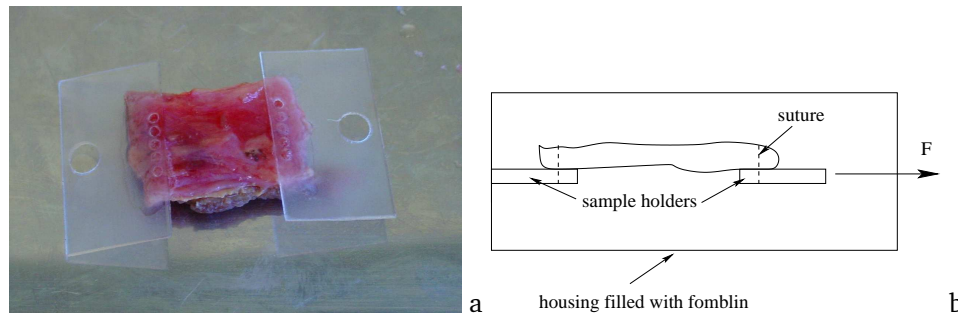 suture
F
sample holders
housing filled with fomblin
a
b